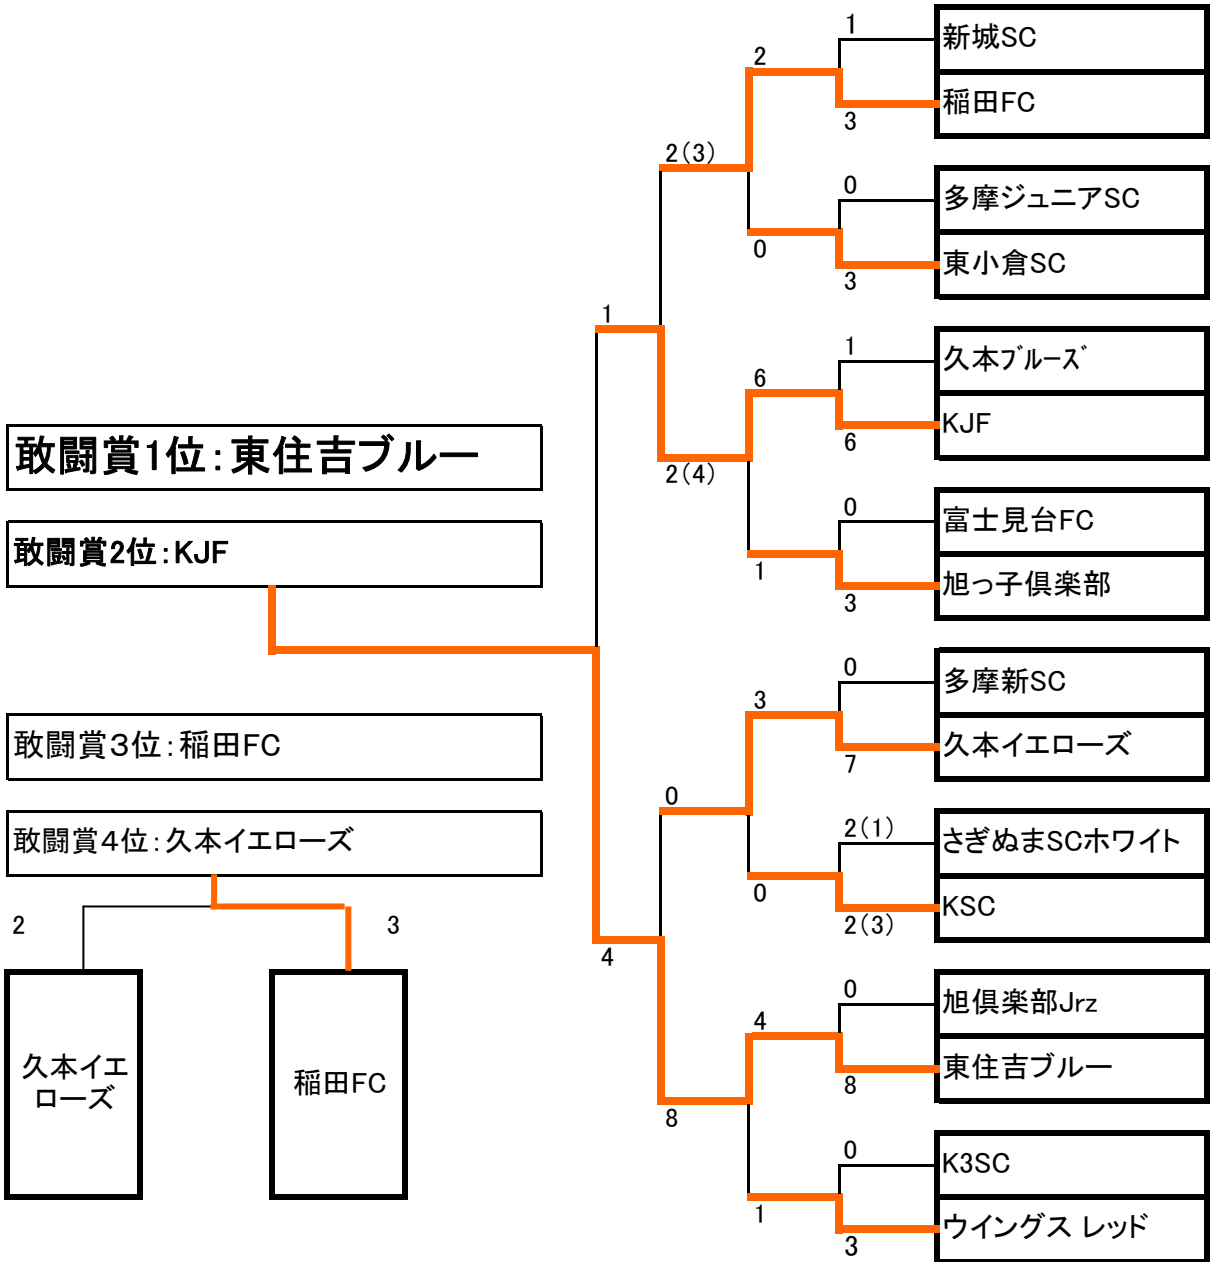 1
新城SC
2
稲田FC
3
2(3)
0
多摩ジュニアSC
0
東小倉SC
3
1
1
久本ﾌﾞﾙｰｽﾞ
6
KJF
6
敢闘賞1位:東住吉ブルー
2(4)
0
富士見台FC
敢闘賞2位:KJF
1
旭っ子倶楽部
3
0
多摩新SC
3
敢闘賞3位:稲田FC
久本イエローズ
7
0
敢闘賞4位:久本イエローズ
2(1)
さぎぬまSCホワイト
0
KSC
2(3)
2
3
4
0
旭倶楽部Jrz
4
東住吉ブルー
8
久本イエ
ローズ
稲田FC
8
0
K3SC
1
ウイングス レッド
3